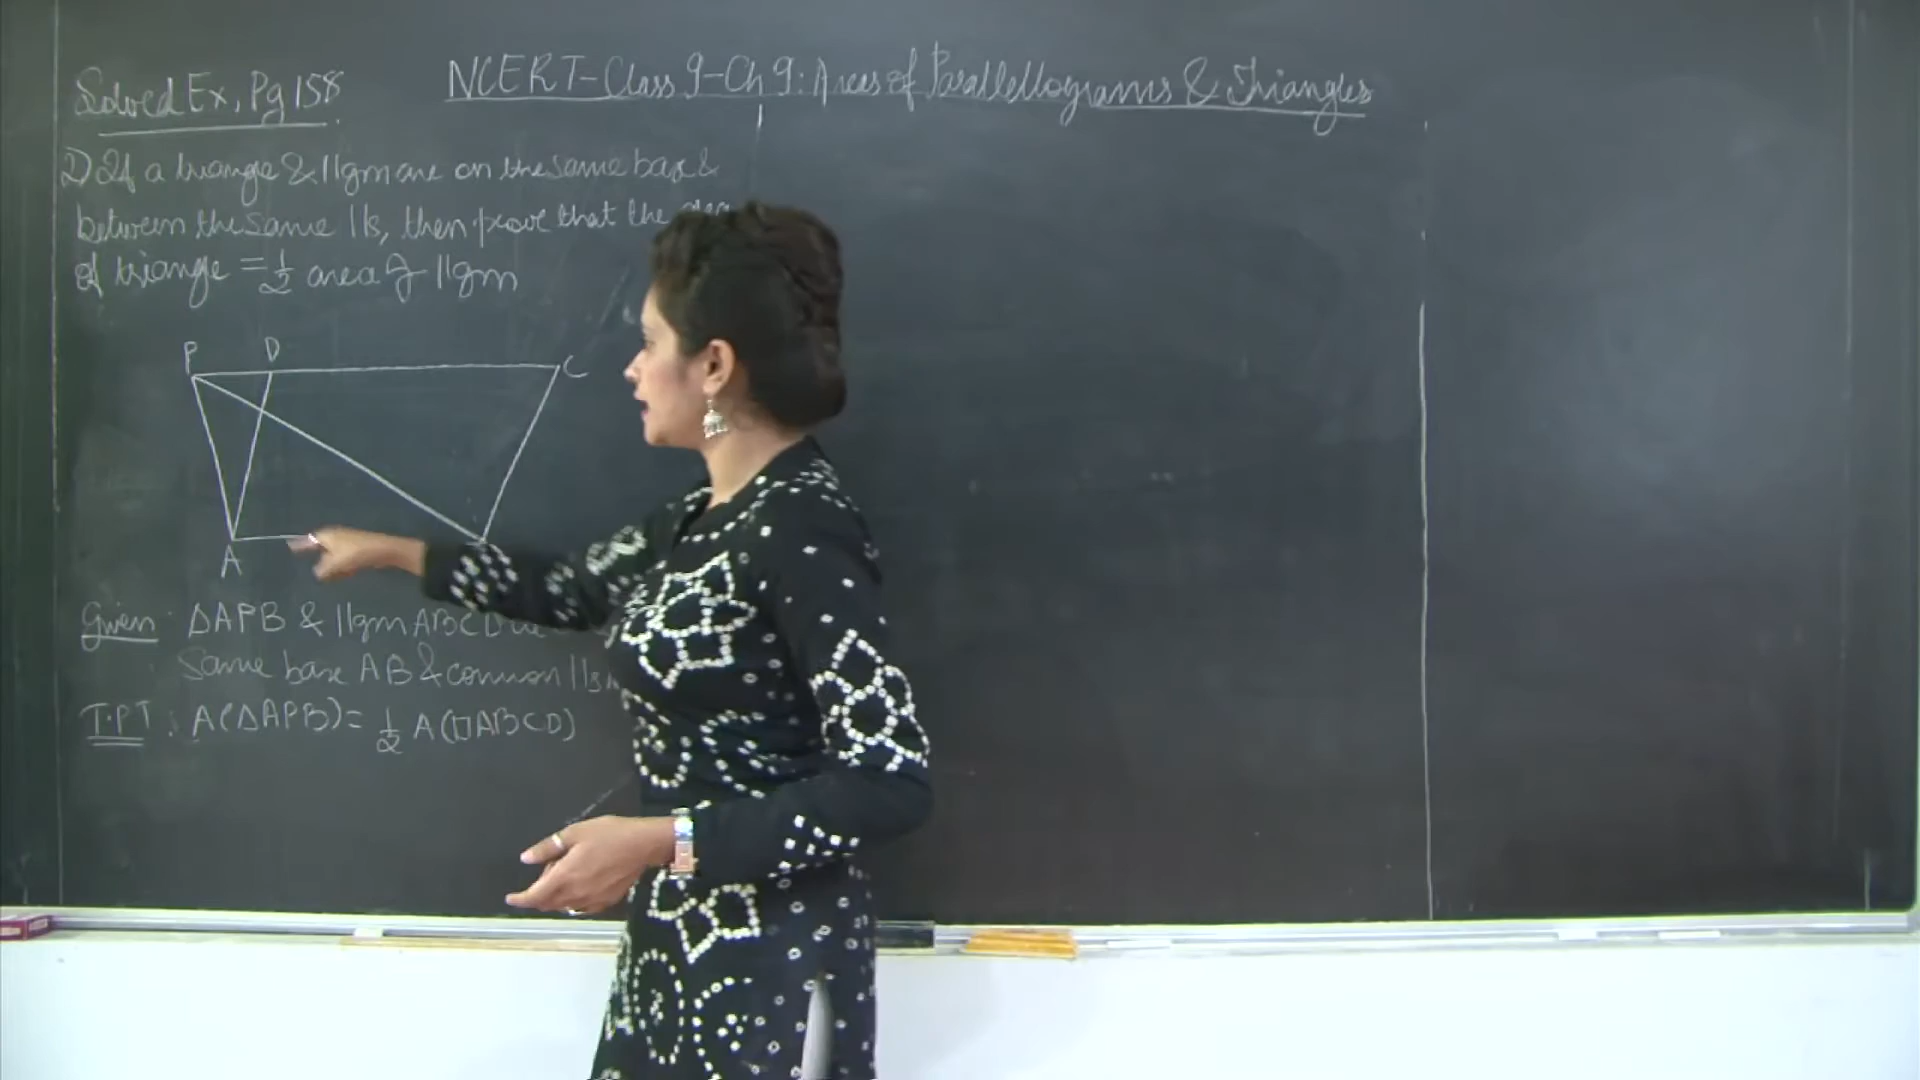 Solved Ex, Pg 158
NCERT-Class 9-Ch 9: Areas of Parallellograms & Triangles
2) If a triangle & ||gm are on the same base &
between the same ||s, then prove that the
of triangle = 1/2 area of ||gm
P D C
A
Given: ΔAPB & ||gm ABCD
Same base AB & common ||s
T.P.T: A(ΔAPB) = 1/2 A(▱ABCD)